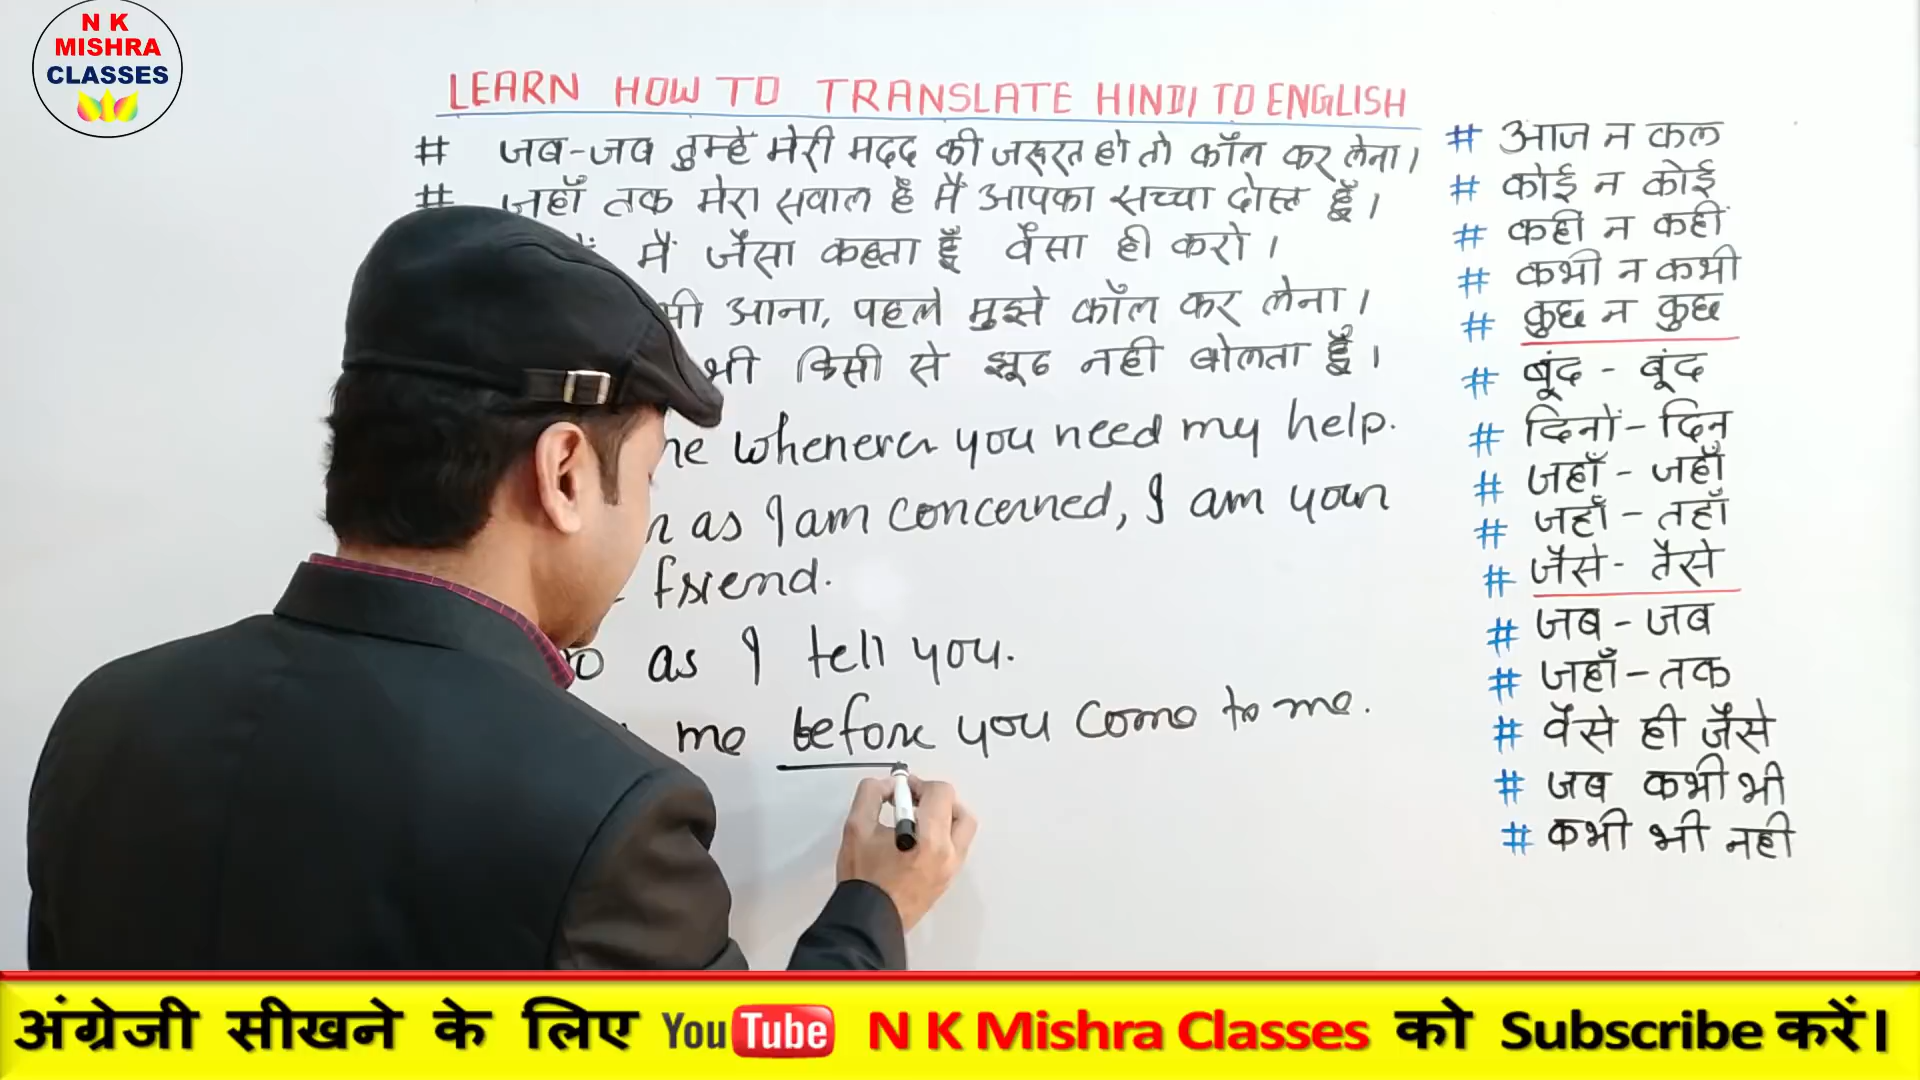 N K
MISHRA
CLASSES
LEARN HOW TO TRANSLATE HINDI TO ENGLISH
# जब-जब तुम्हें मेरी मदद की जरूरत हो तो कॉल कर लेना।
# जहाँ तक मेरा सवाल है मैं आपका सच्चा दोस्त हूँ।
मैं जैसा कहता हूँ वैसा ही करो।
भी आना, पहले मुझे कॉल कर लेना।
भी किसी से झूठ नही बोलता हूँ।
whenever you need my help.
as I am concerned, I am your
friend.
as I tell you.
me before you come to me.
# आज न कल
# कोई न कोई
# कहीं न कहीं
# कभी न कभी
# कुछ न कुछ
# बूंद - बूंद
# दिनों - दिन
# जहाँ - जहाँ
# जहाँ - तहाँ
# जैसे - तैसे
# जब - जब
# जहाँ - तक
# वैसे ही जैसे
# जब कभी भी
# कभी भी नही
अंग्रेजी सीखने के लिए YouTube N K Mishra Classes को Subscribe करें।